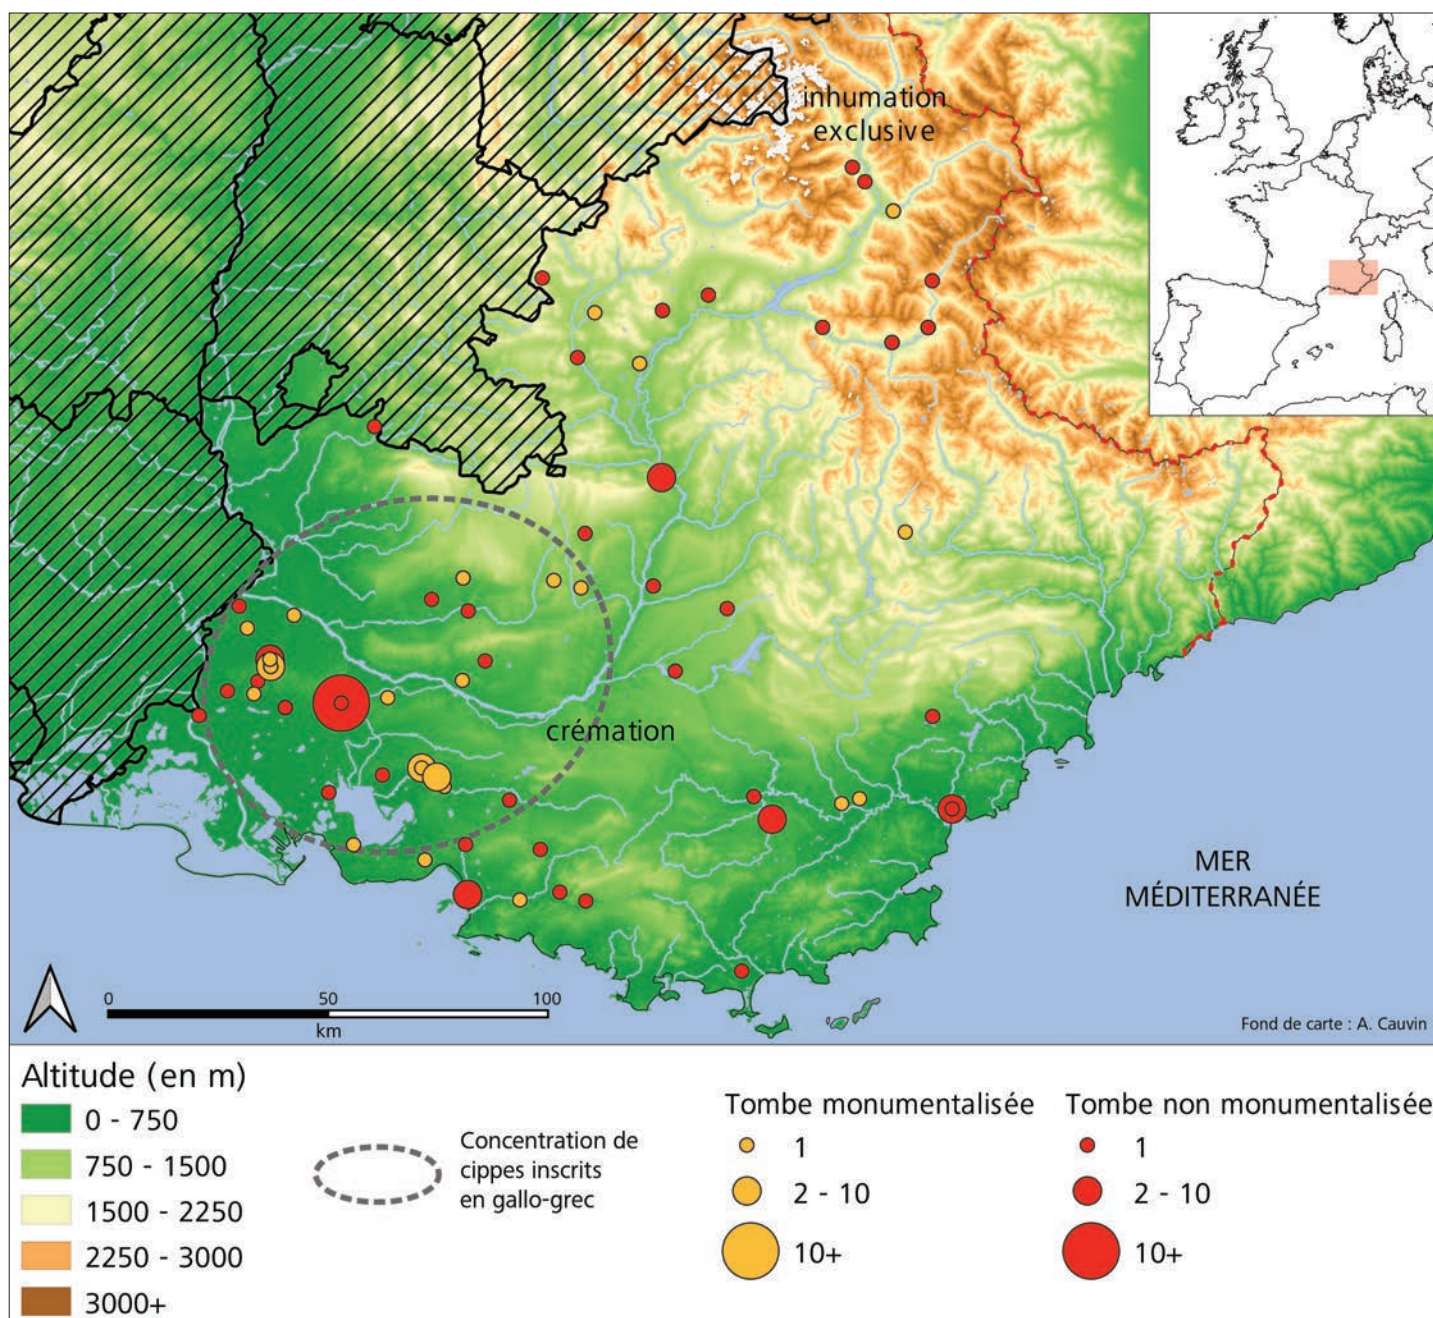 inhumation
exclusive
crémation
MER
MÉDITERRANÉE
0 50 100
km
Fond de carte : A. Cauvin
Altitude (en m)
0 - 750
750 - 1500
1500 - 2250
2250 - 3000
3000+
Concentration de
cippes inscrits
en gallo-grec
Tombe monumentalisée
1
2 - 10
10+
Tombe non monumentalisée
1
2 - 10
10+